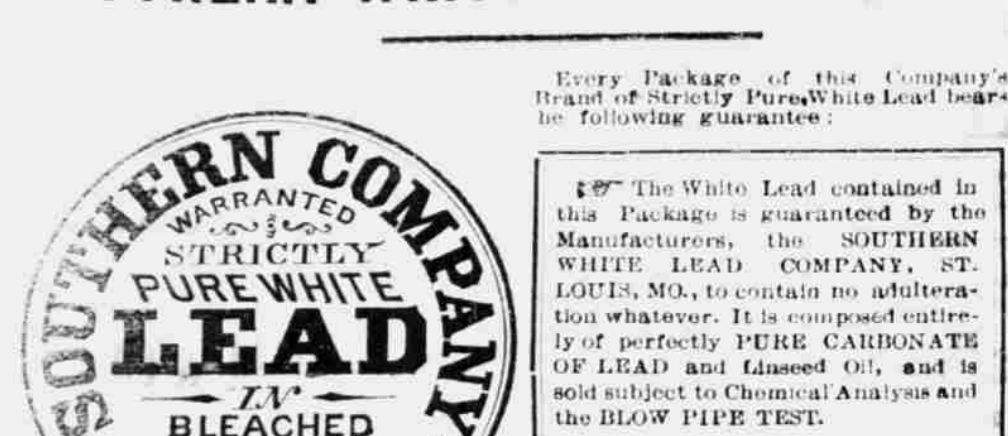 Every Package of this Company's
Brand of Strictly Pure White Lead bears
he following guarantee:
SOUTHERN COMPANY
WARRANTED
STRICTLY
PURE WHITE
LEAD
IN
BLEACHED
☞ The White Lead contained in
this Package is guaranteed by the
Manufacturers, the SOUTHERN
WHITE LEAD COMPANY, ST.
LOUIS, MO., to contain no adultera-
tion whatever. It is composed entire-
ly of perfectly PURE CARBONATE
OF LEAD and Linseed Oil, and is
sold subject to Chemical Analysis and
the BLOW PIPE TEST.